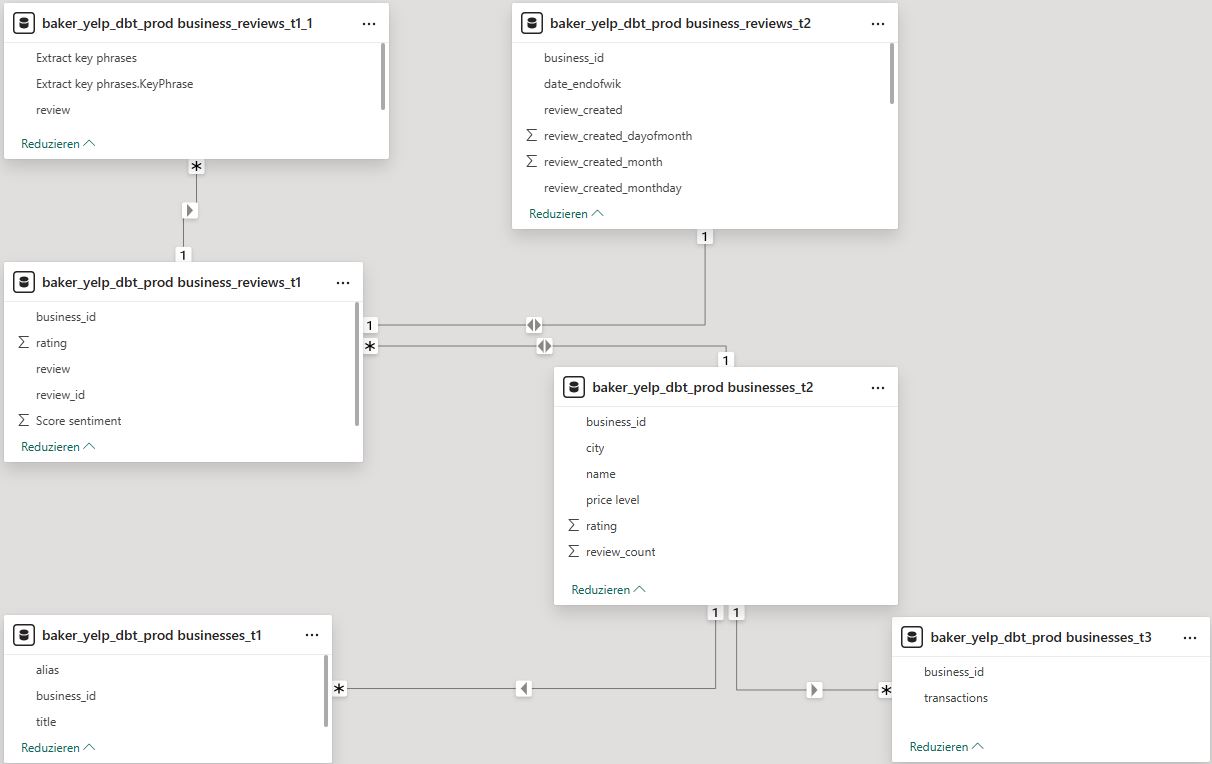 baker_yelp_dbt_prod business_reviews_t1_1 ...
Extract key phrases
Extract key phrases.KeyPhrase
review
Reduzieren
*
1
baker_yelp_dbt_prod business_reviews_t2 ...
business_id
date_endofwik
review_created
Σ review_created_dayofmonth
Σ review_created_month
review_created_monthday
Reduzieren
1
baker_yelp_dbt_prod business_reviews_t1 ...
business_id
Σ rating
review
review_id
Σ Score sentiment
Reduzieren
1
*
1
baker_yelp_dbt_prod businesses_t2 ...
business_id
city
name
price level
Σ rating
Σ review_count
Reduzieren
1 1
baker_yelp_dbt_prod businesses_t1 ...
alias
business_id
title
Reduzieren
*
*
baker_yelp_dbt_prod businesses_t3 ...
business_id
transactions
Reduzieren